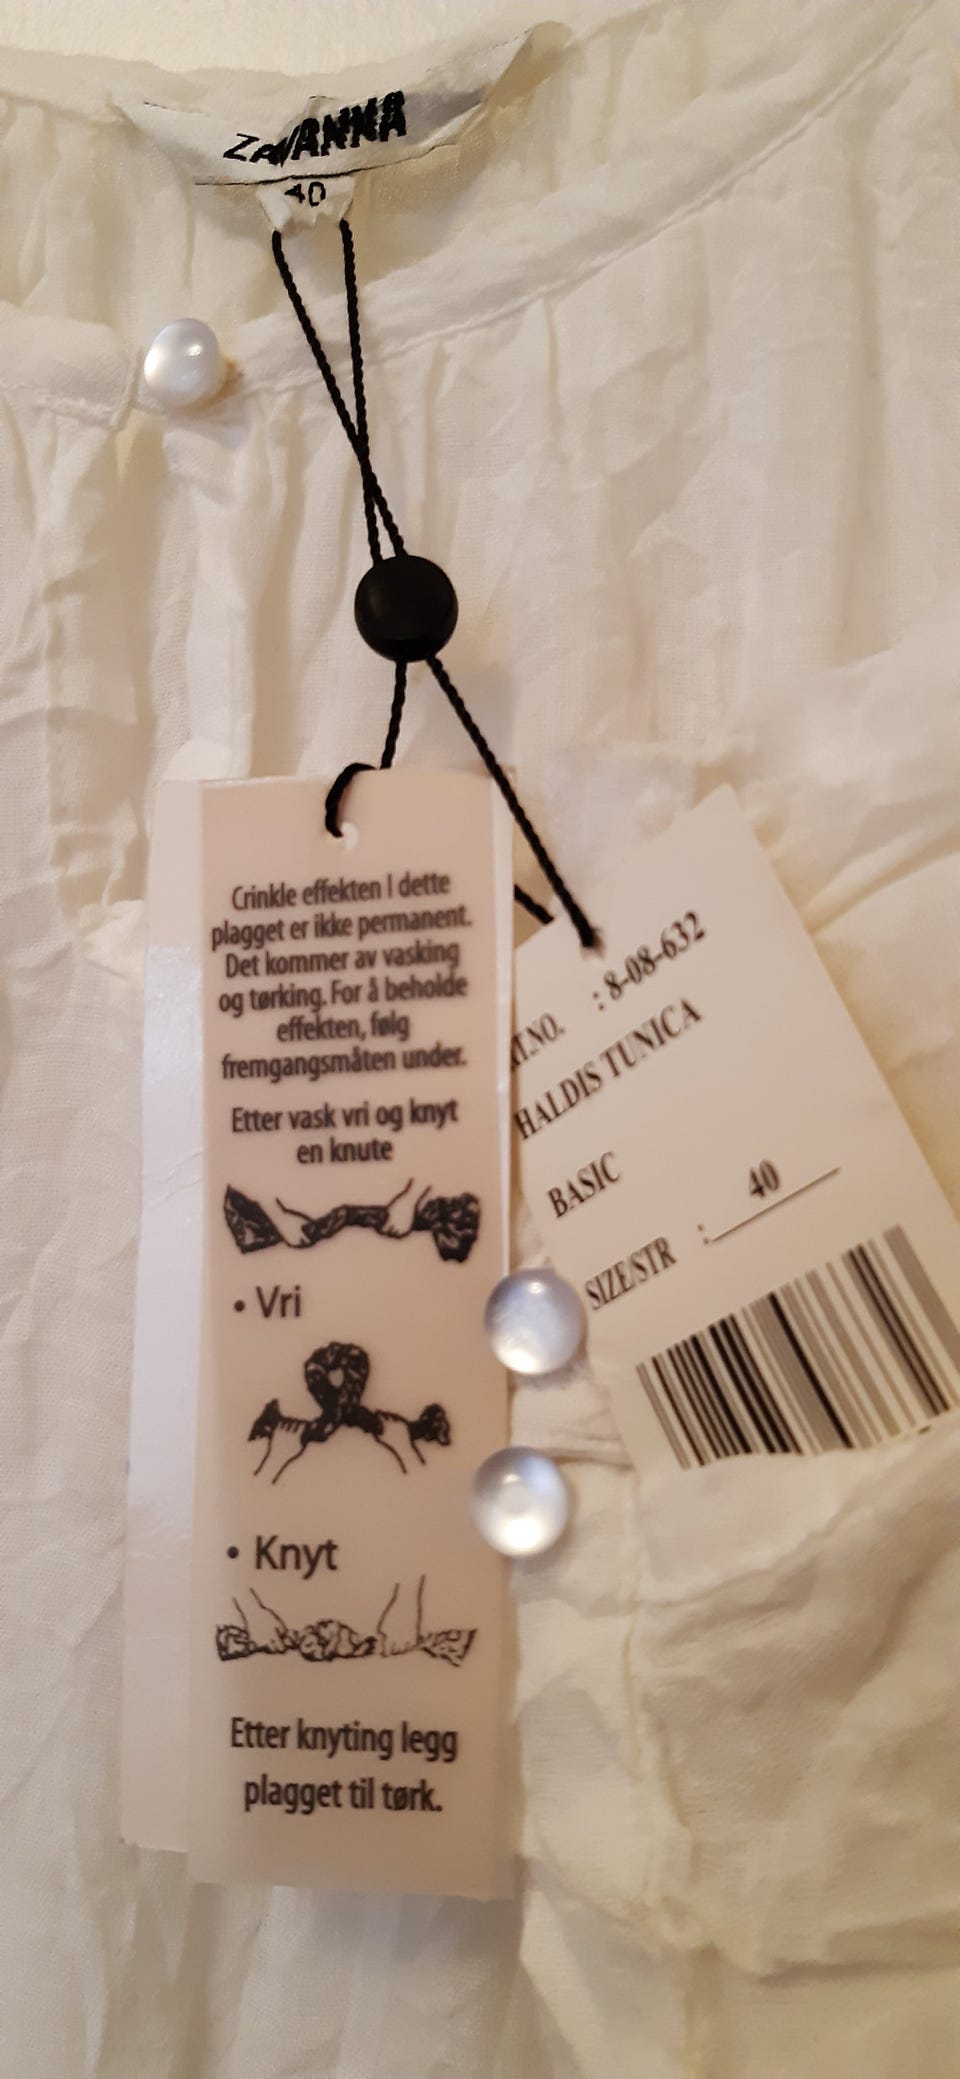 ZAVANNA
40
Crinkle effekten I dette
plagget er ikke permanent.
Det kommer av vasking
og tørking. For å beholde
effekten, følg
fremgangsmåten under.
Etter vask vri og knyt
en knute
• Vri
• Knyt
Etter knyting legg
plagget til tørk.
RT.NO. : 8-08-632
HALDIS TUNICA
BASIC
SIZE/STR : 40